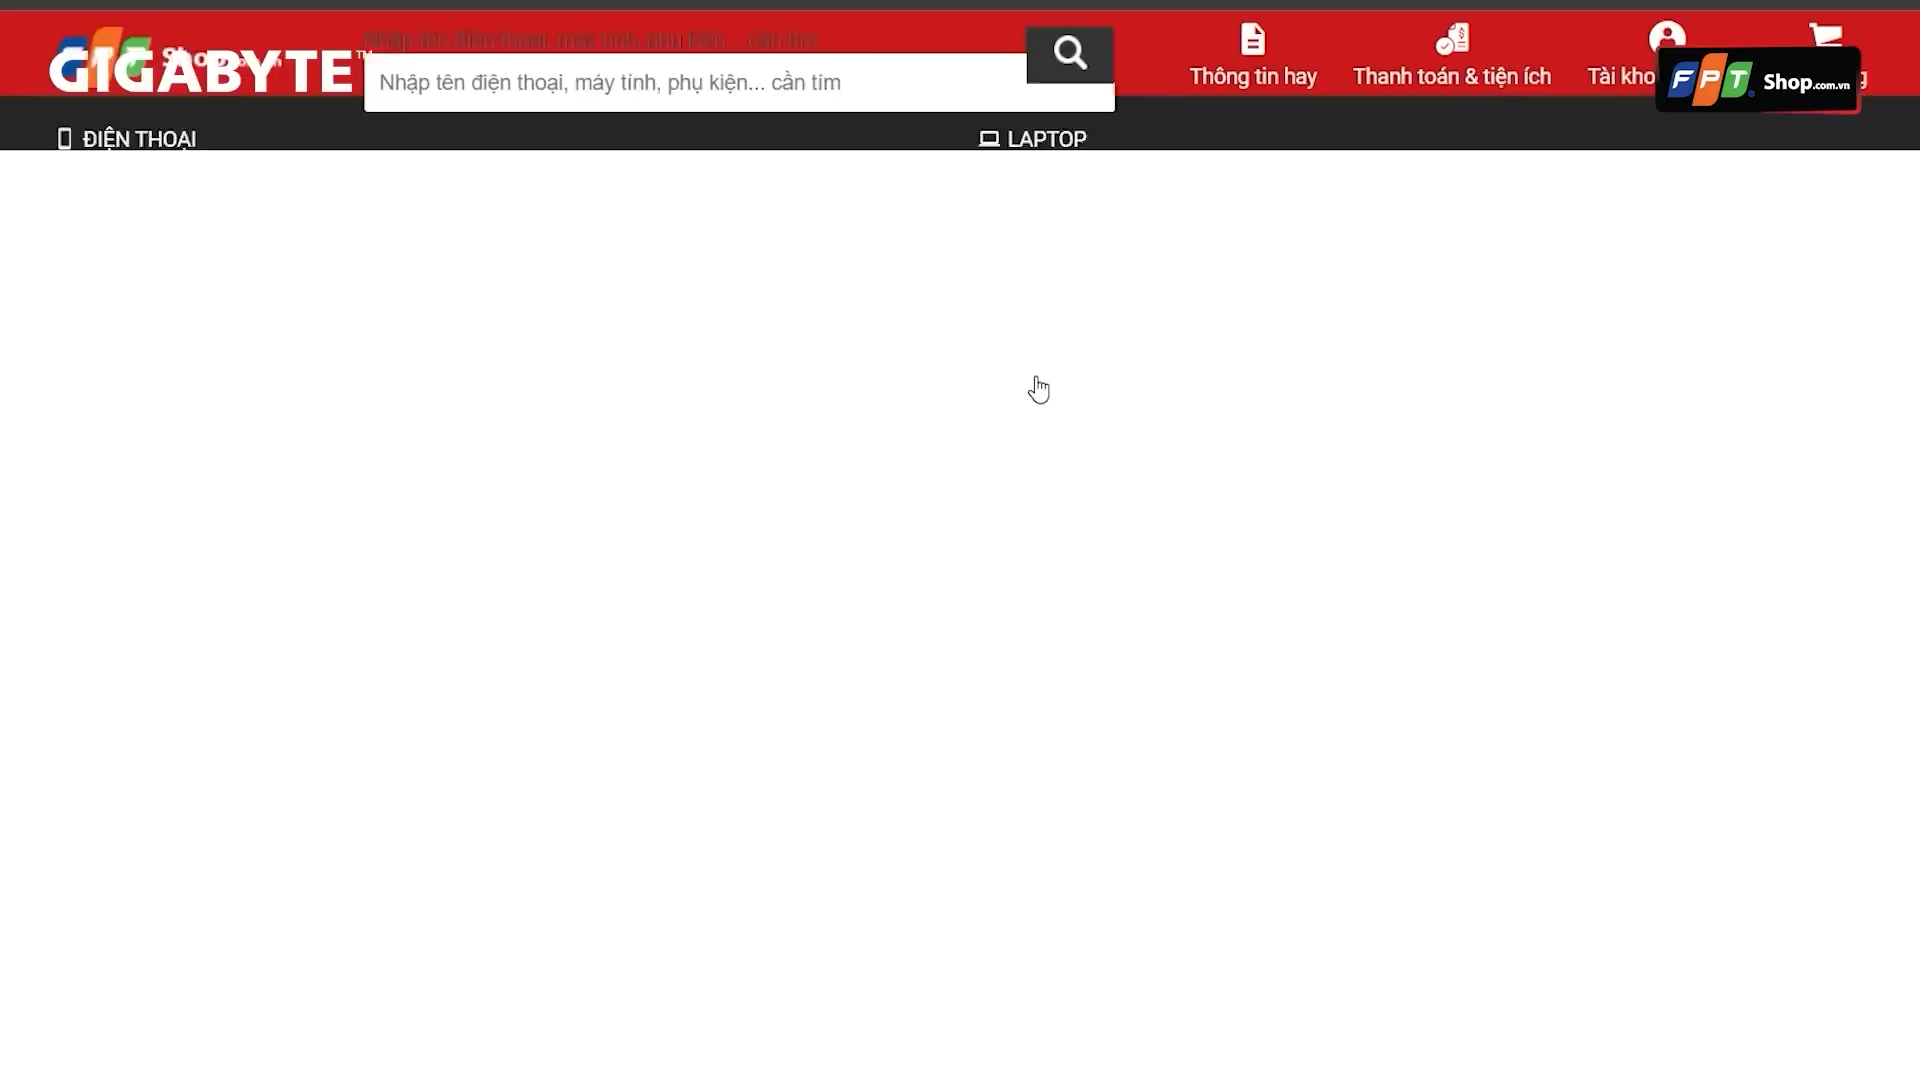 GIGABYTE™
Nhập tên điện thoại, máy tính, phụ kiện... cần tìm
Thông tin hay
Thanh toán & tiện ích
Tài kho
FPT Shop.com.vn
ĐIỆN THOẠI
LAPTOP